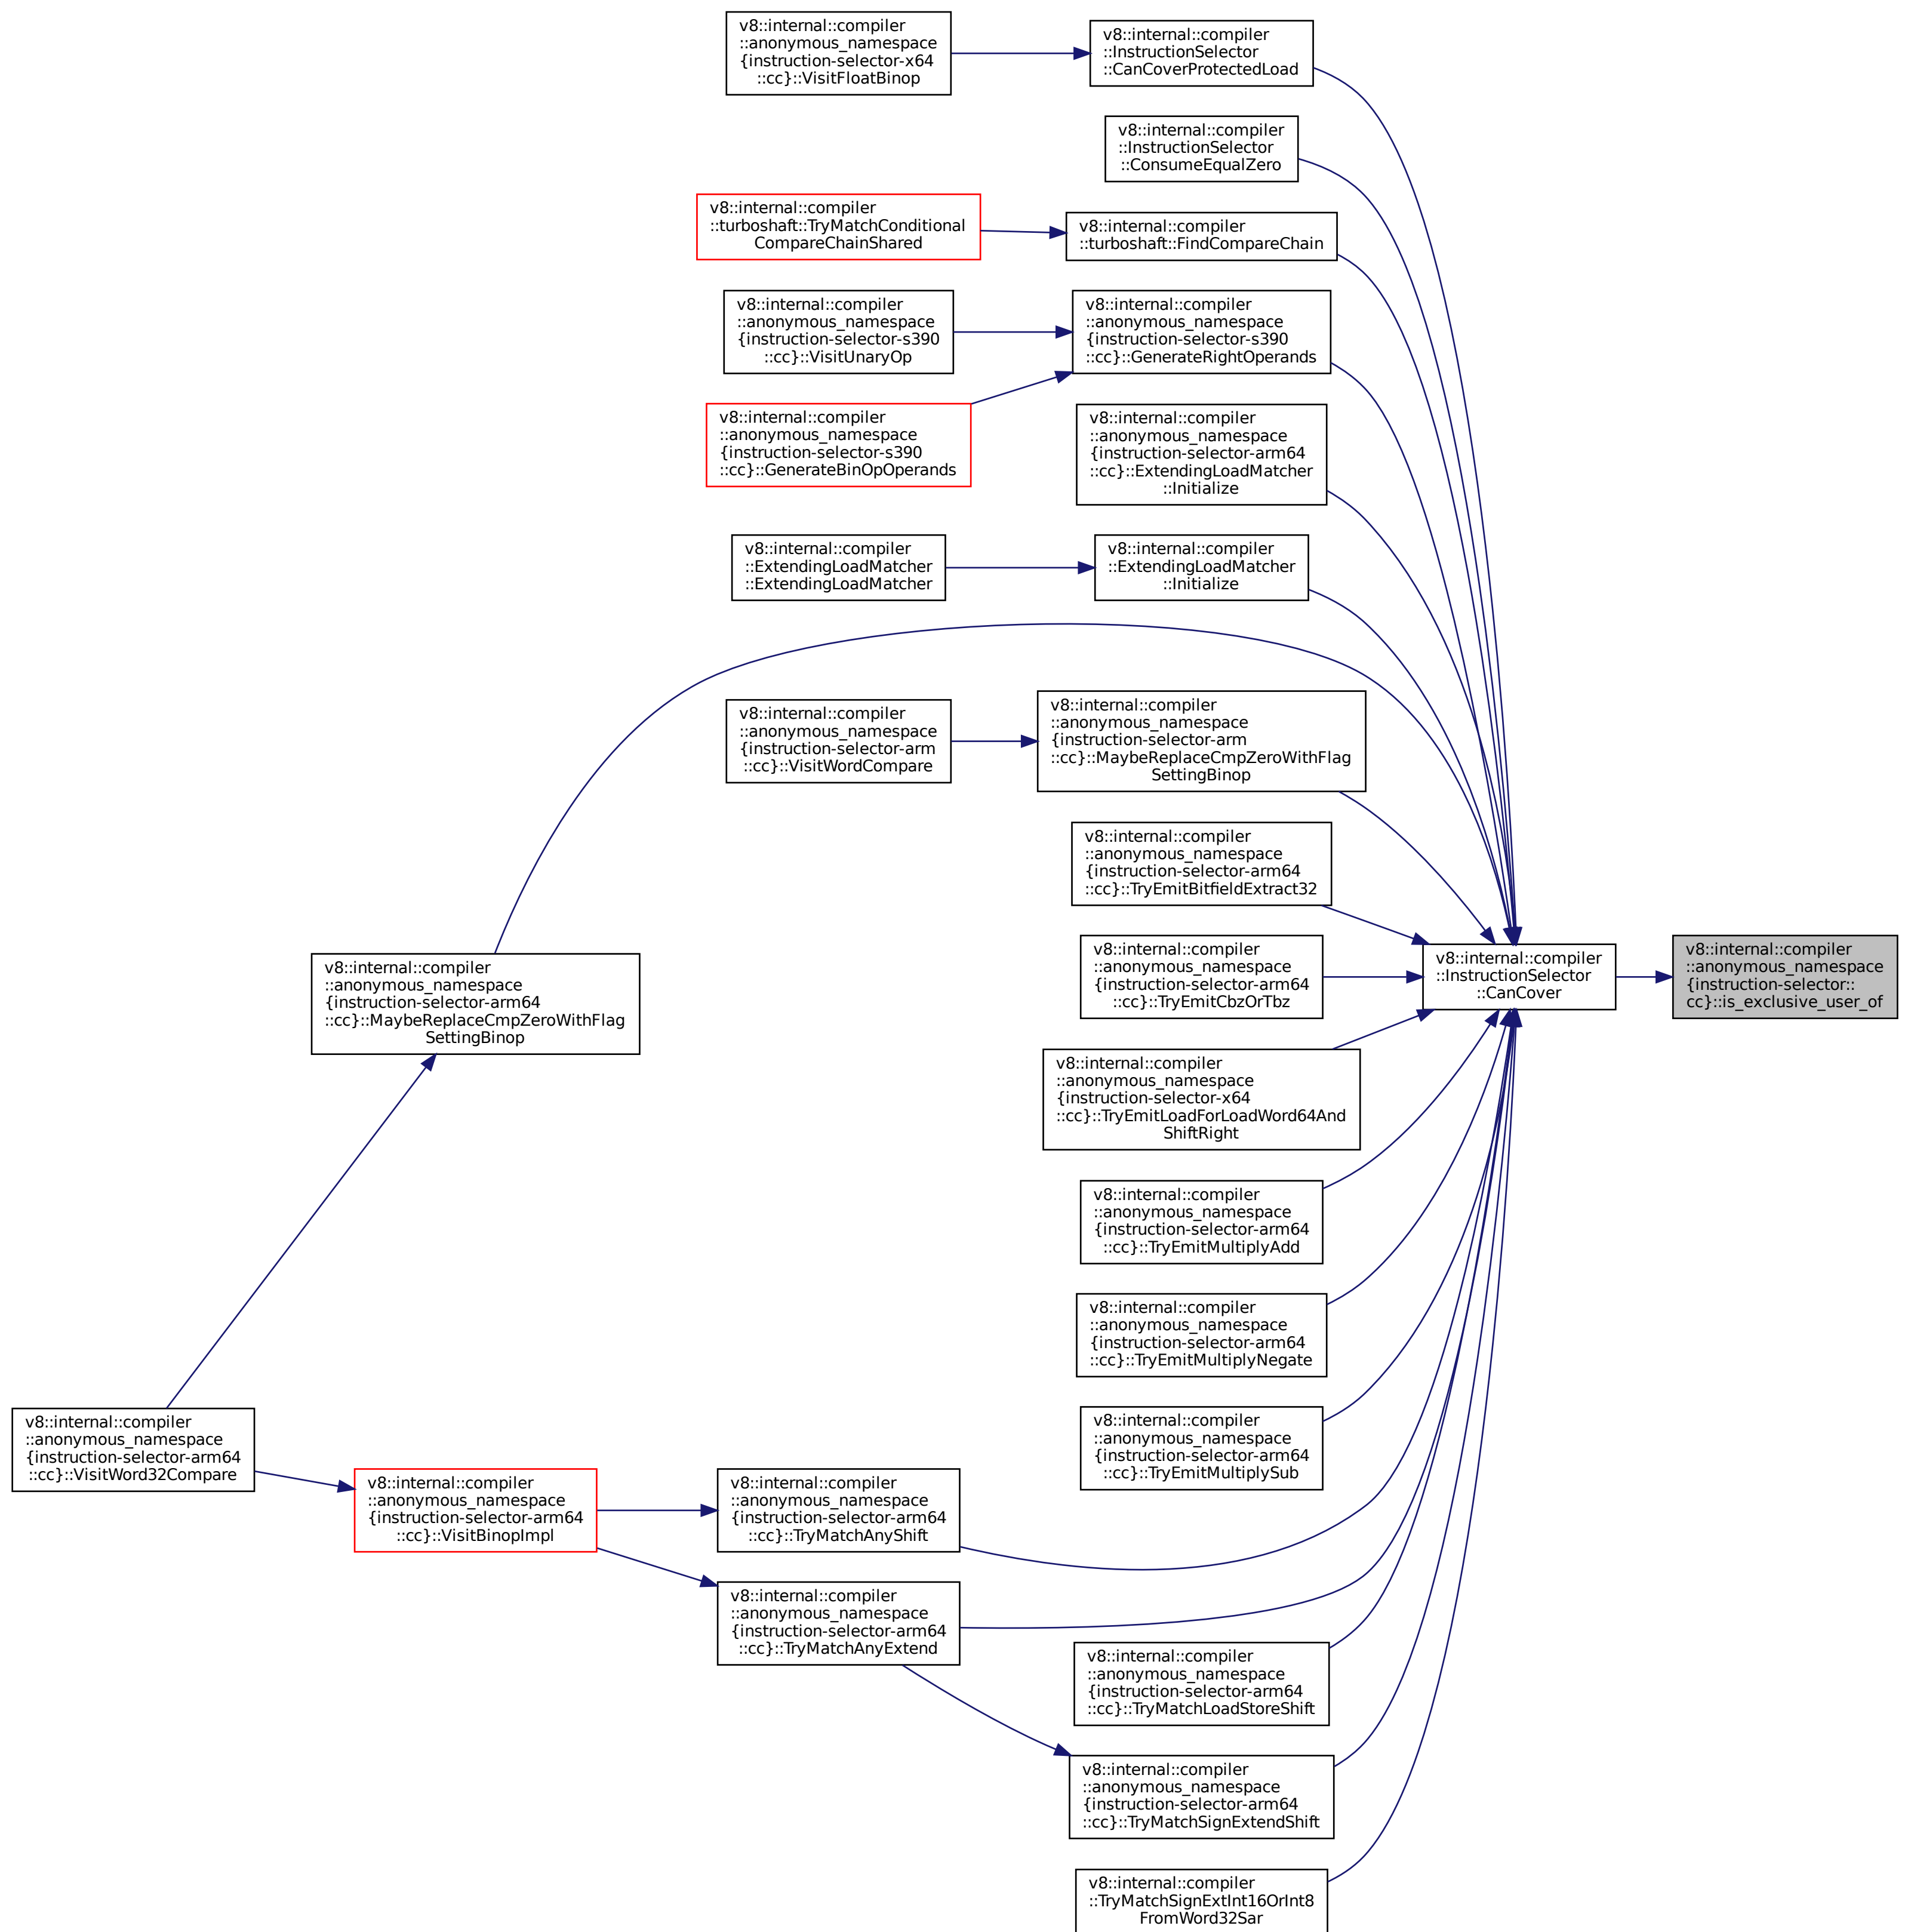 v8::internal::compiler
::anonymous_namespace
{instruction-selector-x64
::cc}::VisitFloatBinop
v8::internal::compiler
::InstructionSelector
::CanCoverProtectedLoad
v8::internal::compiler
::InstructionSelector
::ConsumeEqualZero
v8::internal::compiler
::turboshaft::TryMatchConditional
CompareChainShared
v8::internal::compiler
::turboshaft::FindCompareChain
v8::internal::compiler
::anonymous_namespace
{instruction-selector-s390
::cc}::VisitUnaryOp
v8::internal::compiler
::anonymous_namespace
{instruction-selector-s390
::cc}::GenerateRightOperands
v8::internal::compiler
::anonymous_namespace
{instruction-selector-s390
::cc}::GenerateBinOpOperands
v8::internal::compiler
::anonymous_namespace
{instruction-selector-arm64
::cc}::ExtendingLoadMatcher
::Initialize
v8::internal::compiler
::ExtendingLoadMatcher
::ExtendingLoadMatcher
v8::internal::compiler
::ExtendingLoadMatcher
::Initialize
v8::internal::compiler
::anonymous_namespace
{instruction-selector-arm
::cc}::VisitWordCompare
v8::internal::compiler
::anonymous_namespace
{instruction-selector-arm
::cc}::MaybeReplaceCmpZeroWithFlag
SettingBinop
v8::internal::compiler
::anonymous_namespace
{instruction-selector-arm64
::cc}::TryEmitBitfieldExtract32
v8::internal::compiler
::anonymous_namespace
{instruction-selector-arm64
::cc}::MaybeReplaceCmpZeroWithFlag
SettingBinop
v8::internal::compiler
::anonymous_namespace
{instruction-selector-arm64
::cc}::TryEmitCbzOrTbz
v8::internal::compiler
::InstructionSelector
::CanCover
v8::internal::compiler
::anonymous_namespace
{instruction-selector::
cc}::is_exclusive_user_of
v8::internal::compiler
::anonymous_namespace
{instruction-selector-x64
::cc}::TryEmitLoadForLoadWord64And
ShiftRight
v8::internal::compiler
::anonymous_namespace
{instruction-selector-arm64
::cc}::TryEmitMultiplyAdd
v8::internal::compiler
::anonymous_namespace
{instruction-selector-arm64
::cc}::TryEmitMultiplyNegate
v8::internal::compiler
::anonymous_namespace
{instruction-selector-arm64
::cc}::TryEmitMultiplySub
v8::internal::compiler
::anonymous_namespace
{instruction-selector-arm64
::cc}::VisitWord32Compare
v8::internal::compiler
::anonymous_namespace
{instruction-selector-arm64
::cc}::VisitBinopImpl
v8::internal::compiler
::anonymous_namespace
{instruction-selector-arm64
::cc}::TryMatchAnyShift
v8::internal::compiler
::anonymous_namespace
{instruction-selector-arm64
::cc}::TryMatchAnyExtend
v8::internal::compiler
::anonymous_namespace
{instruction-selector-arm64
::cc}::TryMatchLoadStoreShift
v8::internal::compiler
::anonymous_namespace
{instruction-selector-arm64
::cc}::TryMatchSignExtendShift
v8::internal::compiler
::TryMatchSignExtInt16OrInt8
FromWord32Sar